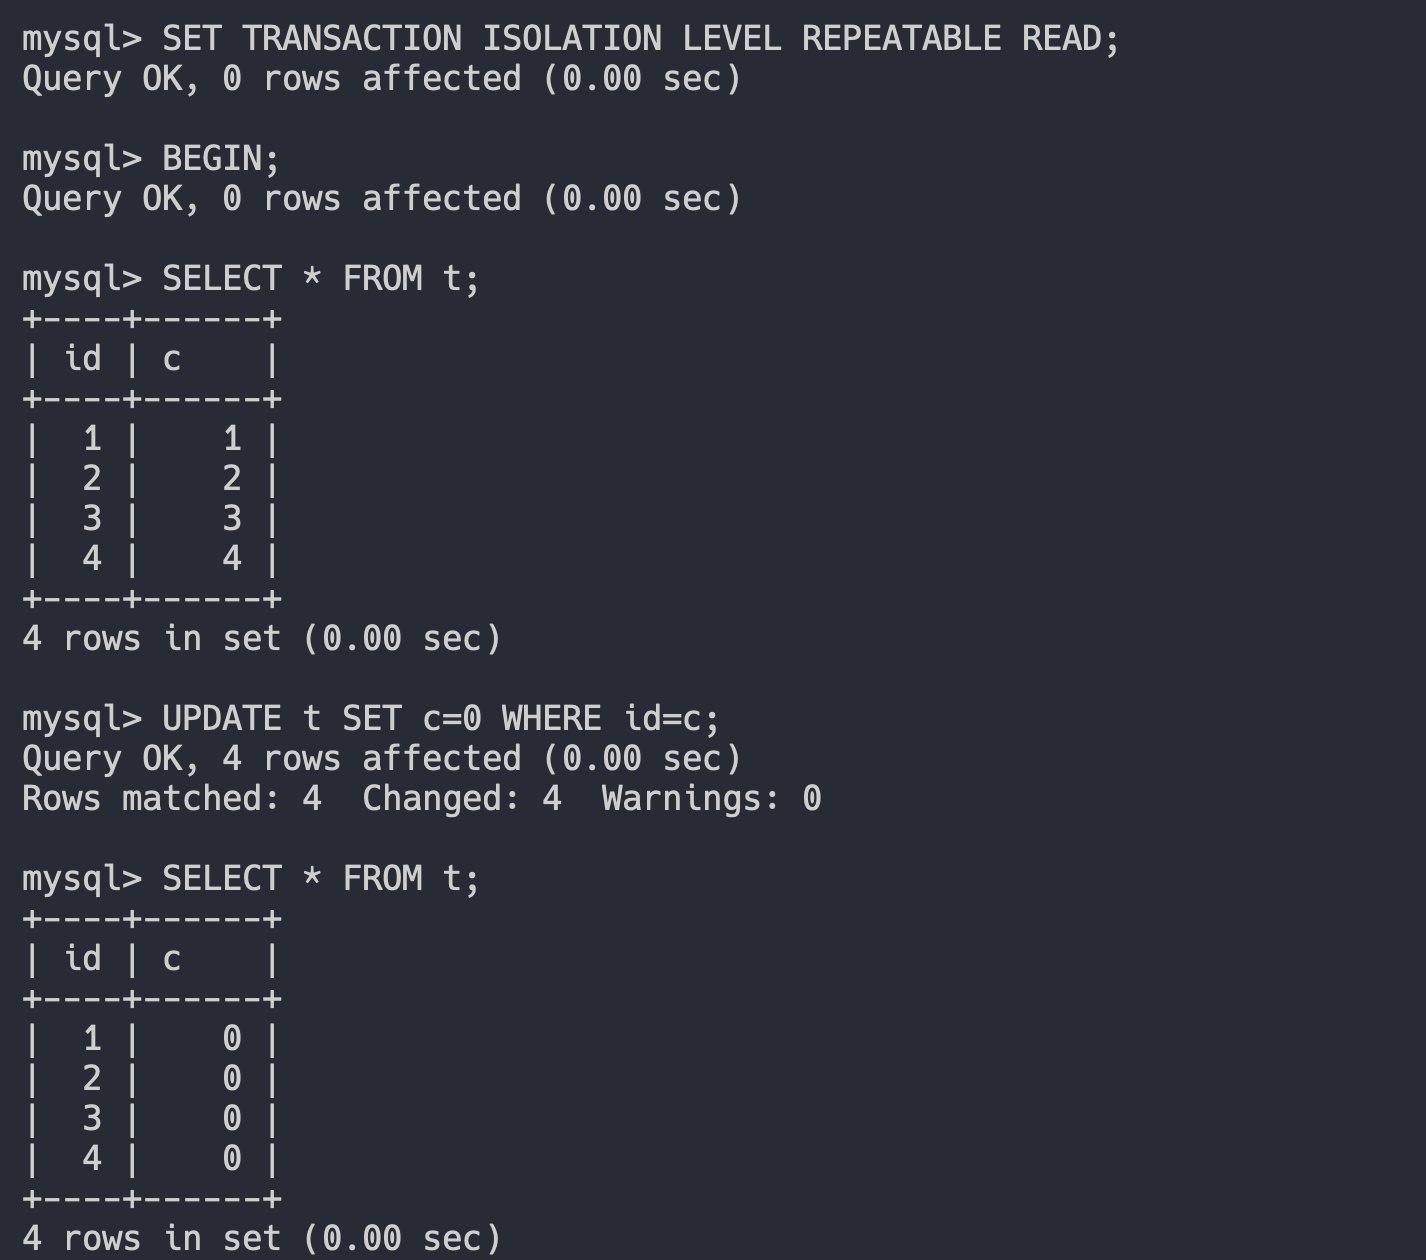 mysql> SET TRANSACTION ISOLATION LEVEL REPEATABLE READ;
Query OK, 0 rows affected (0.00 sec)

mysql> BEGIN;
Query OK, 0 rows affected (0.00 sec)

mysql> SELECT * FROM t;
+----+------+
| id | c    |
+----+------+
|  1 |    1 |
|  2 |    2 |
|  3 |    3 |
|  4 |    4 |
+----+------+
4 rows in set (0.00 sec)

mysql> UPDATE t SET c=0 WHERE id=c;
Query OK, 4 rows affected (0.00 sec)
Rows matched: 4  Changed: 4  Warnings: 0

mysql> SELECT * FROM t;
+----+------+
| id | c    |
+----+------+
|  1 |    0 |
|  2 |    0 |
|  3 |    0 |
|  4 |    0 |
+----+------+
4 rows in set (0.00 sec)